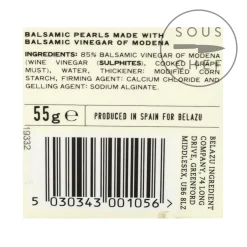 BALSAMIC PEARLS MADE WITH
BALSAMIC VINEGAR OF MODENA
INGREDIENTS: 85% BALSAMIC VINEGAR OF MODENA
(WINE VINEGAR (SULPHITES), COOKED GRAPE
MUST), WATER, THICKENER: MODIFIED CORN
STARCH, FIRMING AGENT: CALCIUM CHLORIDE AND
GELLING AGENT: SODIUM ALGINATE.
SOUS
CHEF
55g e
PRODUCED IN SPAIN FOR BELAZU
19332
5 030343 001056 >
BELAZU INGREDIENT
COMPANY, 74 LONG
DRIVE, GREENFORD
MIDDLESEX, UB6 8LZ